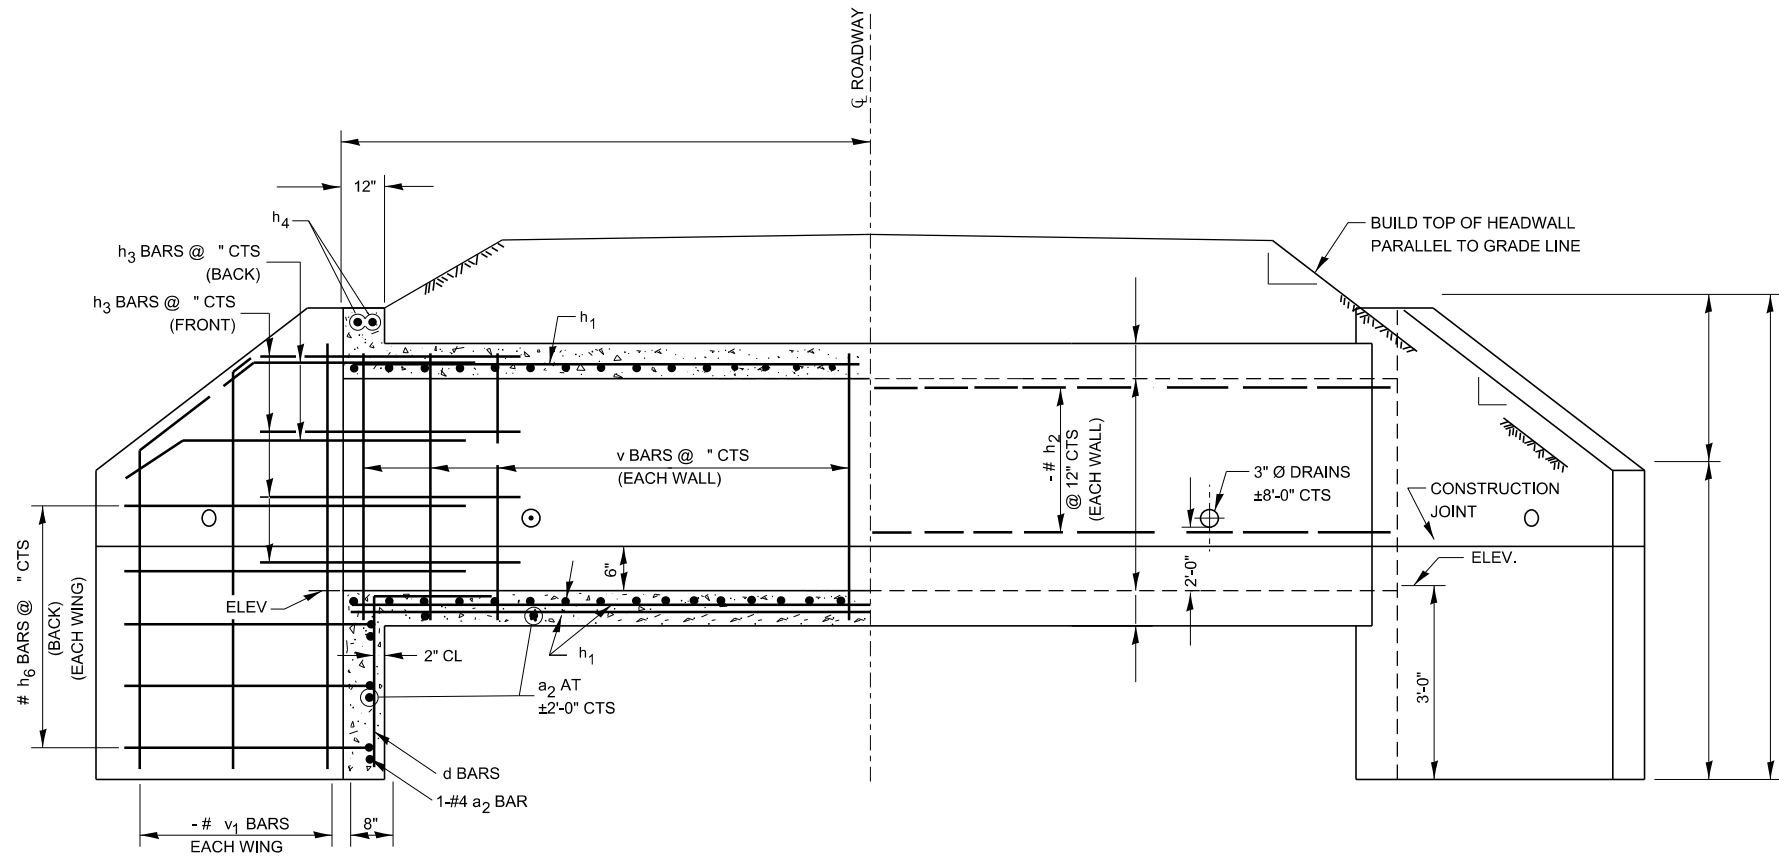 ℄ ROADWAY
12"
h4
h3 BARS @ " CTS
(BACK)
h3 BARS @ " CTS
(FRONT)
h1
BUILD TOP OF HEADWALL
PARALLEL TO GRADE LINE
v BARS @ " CTS
(EACH WALL)
- # h2
@ 12" CTS
(EACH WALL)
3" Ø DRAINS
±8'-0" CTS
CONSTRUCTION
JOINT
ELEV.
6"
2'-0"
ELEV
# h6 BARS @ " CTS
(BACK)
(EACH WING)
2" CL
h1
a2 AT
±2'-0" CTS
3'-0"
d BARS
1-#4 a2 BAR
- # v1 BARS
EACH WING
8"